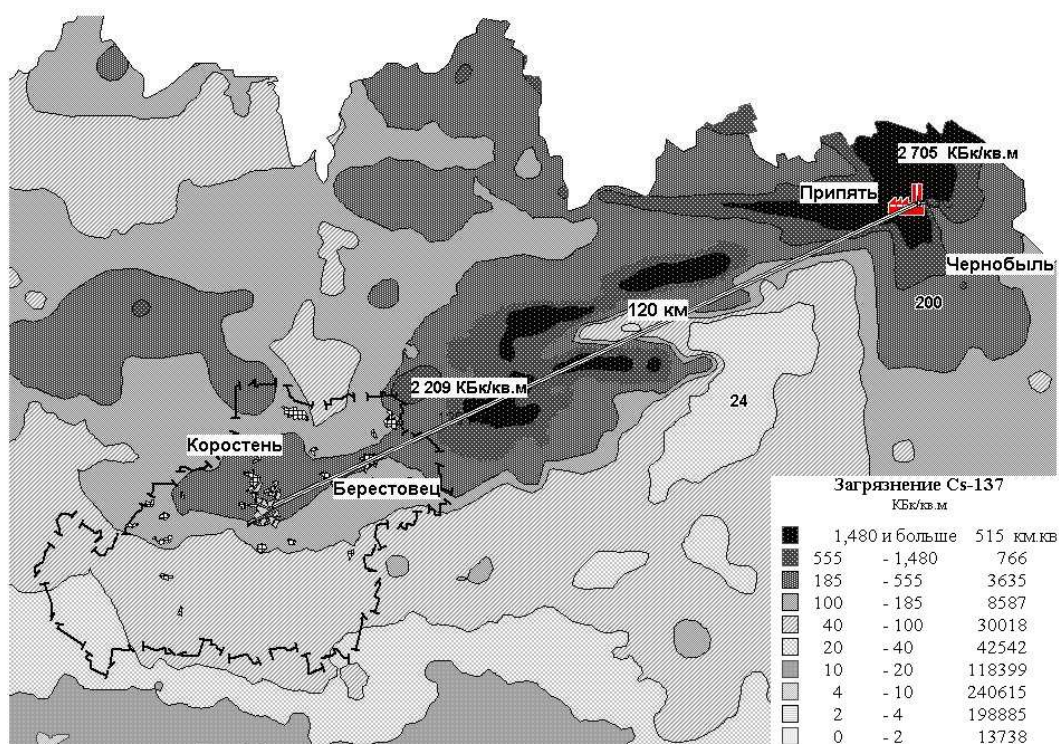 2 705 КБк/кв.м
Припять
Чернобыль
200
120 км
2 209 КБк/кв.м
24
Коростень
Берестовец
Загрязнение Cs-137
КБк/кв.м
1,480 и больше 515 км.кв
555 - 1,480 766
185 - 555 3635
100 - 185 8587
40 - 100 30018
20 - 40 42542
10 - 20 118399
4 - 10 240615
2 - 4 198885
0 - 2 13738